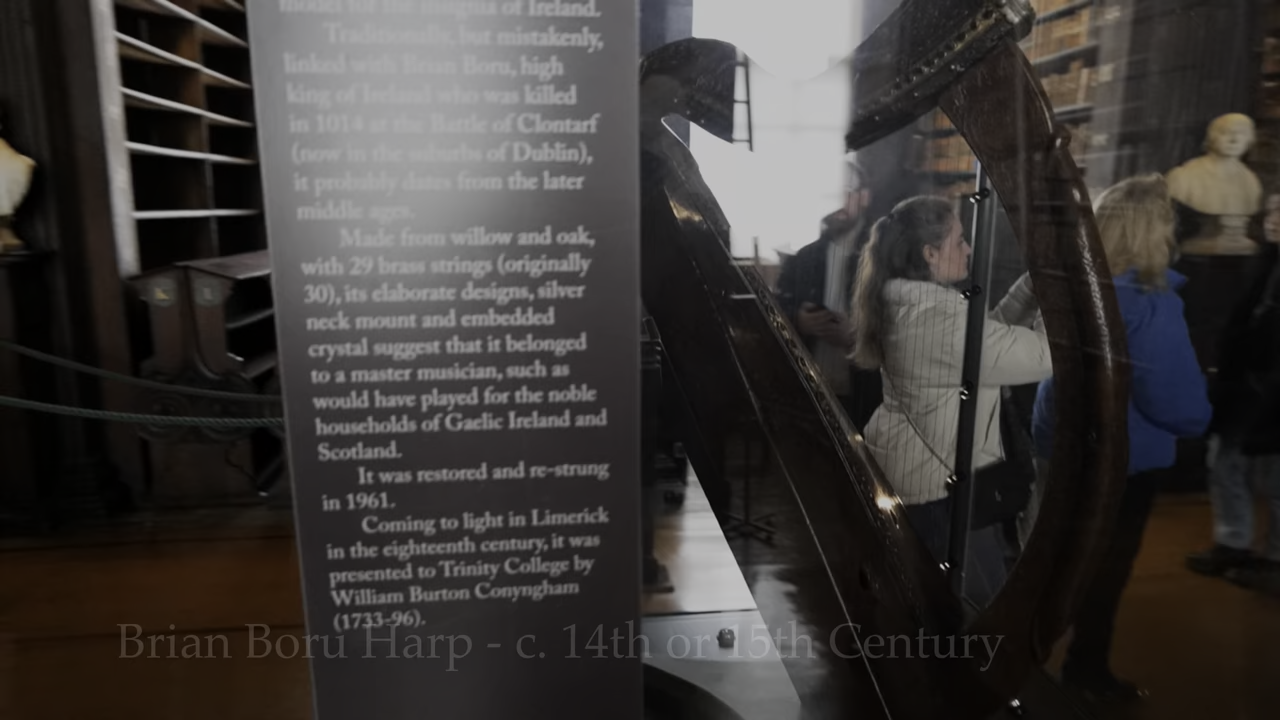 model for the insignia of Ireland.
Traditionally, but mistakenly,
linked with Brian Boru, high
king of Ireland who was killed
in 1014 at the Battle of Clontarf
(now in the suburbs of Dublin),
it probably dates from the later
middle ages.
Made from willow and oak,
with 29 brass strings (originally
30), its elaborate designs, silver
neck mount and embedded
crystal suggest that it belonged
to a master musician, such as
would have played for the noble
households of Gaelic Ireland and
Scotland.
It was restored and re-strung
in 1961.
Coming to light in Limerick
in the eighteenth century, it was
presented to Trinity College by
William Burton Conyngham
(1733-96).
Brian Boru Harp - c. 14th or 15th Century